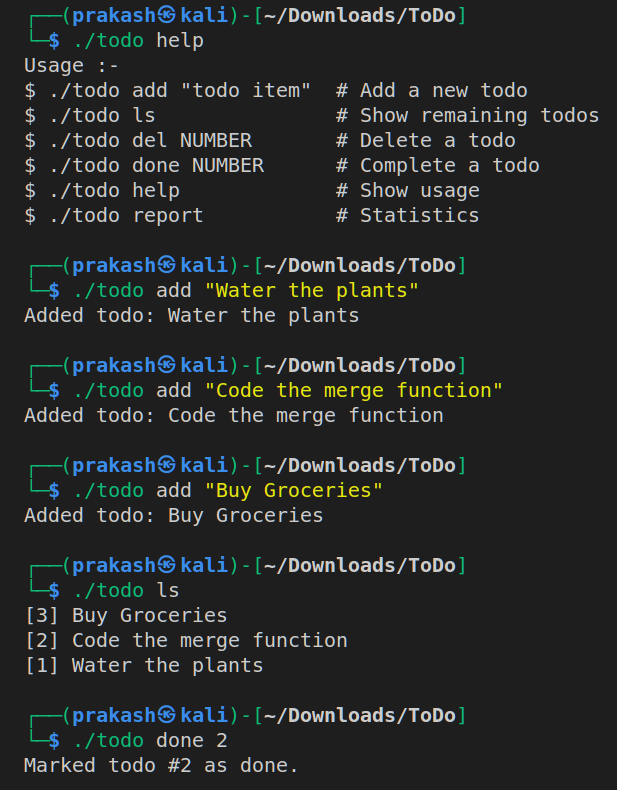 ┌──(prakash㉿kali)-[~/Downloads/ToDo]
└─$ ./todo help
Usage :-
$ ./todo add "todo item"  # Add a new todo
$ ./todo ls               # Show remaining todos
$ ./todo del NUMBER       # Delete a todo
$ ./todo done NUMBER      # Complete a todo
$ ./todo help             # Show usage
$ ./todo report           # Statistics

┌──(prakash㉿kali)-[~/Downloads/ToDo]
└─$ ./todo add "Water the plants"
Added todo: Water the plants

┌──(prakash㉿kali)-[~/Downloads/ToDo]
└─$ ./todo add "Code the merge function"
Added todo: Code the merge function

┌──(prakash㉿kali)-[~/Downloads/ToDo]
└─$ ./todo add "Buy Groceries"
Added todo: Buy Groceries

┌──(prakash㉿kali)-[~/Downloads/ToDo]
└─$ ./todo ls
[3] Buy Groceries
[2] Code the merge function
[1] Water the plants

┌──(prakash㉿kali)-[~/Downloads/ToDo]
└─$ ./todo done 2
Marked todo #2 as done.